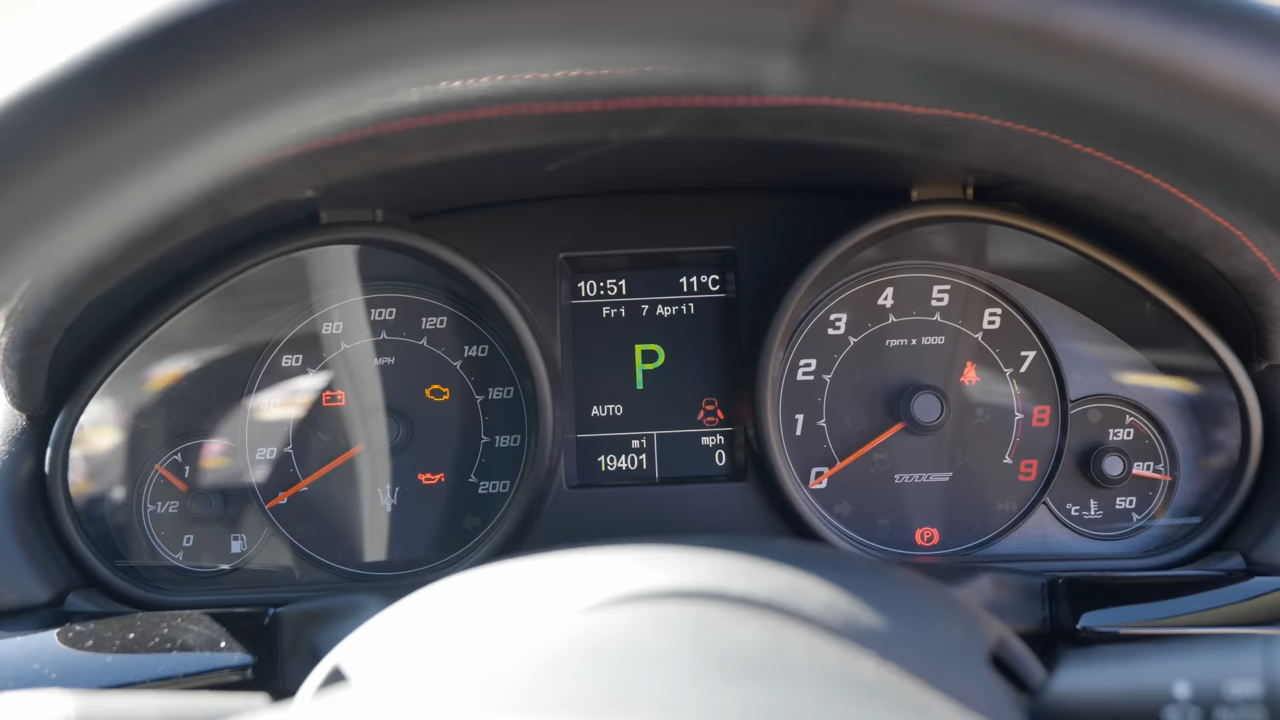 10:51 11°C
Fri 7 April
P
AUTO
mi mph
19401 0
20
60
80
100
120
140
160
180
200
MPH
1
1/2
0
0
1
2
3
4
5
6
7
8
9
rpm x 1000
MC
(P)
130
90
50
°C